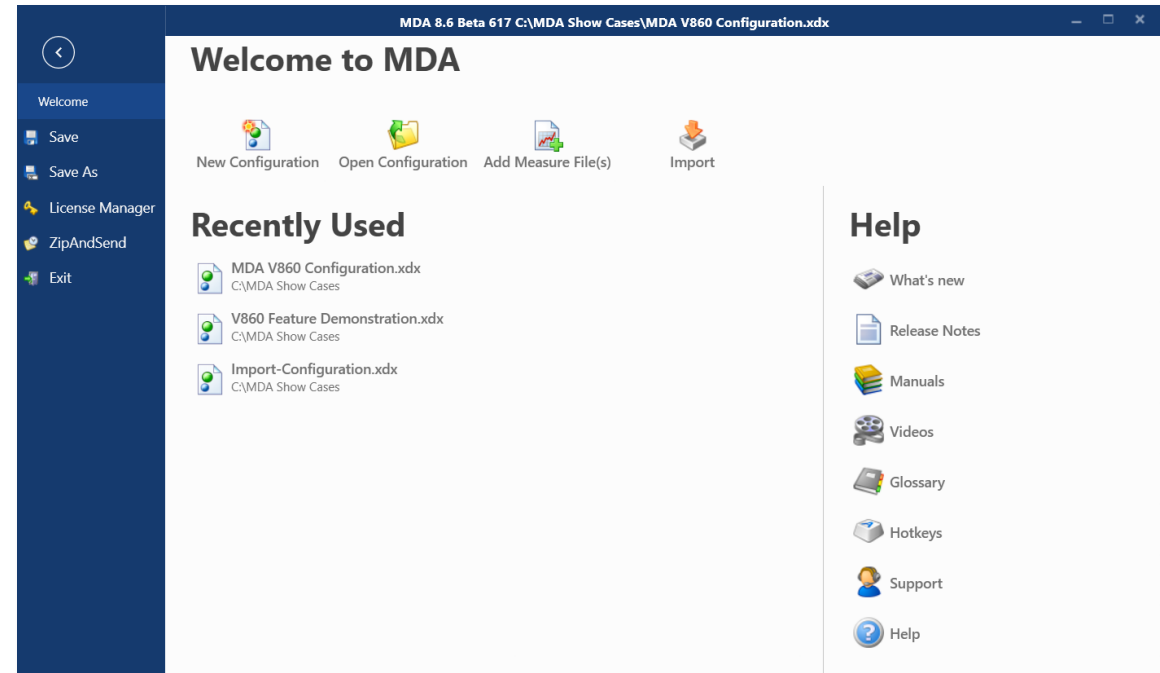 MDA 8.6 Beta 617 C:\MDA Show Cases\MDA V860 Configuration.xdx
Welcome
Save
Save As
License Manager
ZipAndSend
Exit
Welcome to MDA
New Configuration
Open Configuration
Add Measure File(s)
Import
Recently Used
MDA V860 Configuration.xdx
C:\MDA Show Cases
V860 Feature Demonstration.xdx
C:\MDA Show Cases
Import-Configuration.xdx
C:\MDA Show Cases
Help
What's new
Release Notes
Manuals
Videos
Glossary
Hotkeys
Support
Help